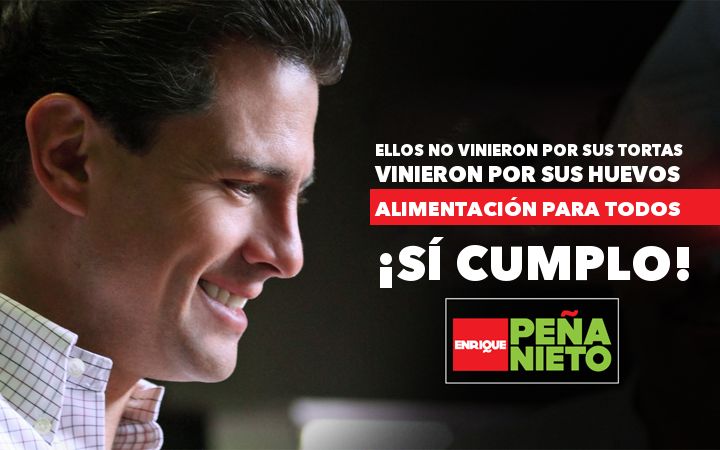 ELLOS NO VINIERON POR SUS TORTAS
VINIERON POR SUS HUEVOS
ALIMENTACIÓN PARA TODOS
¡SÍ CUMPLO!
ENRIQUE
PEÑA
NIETO